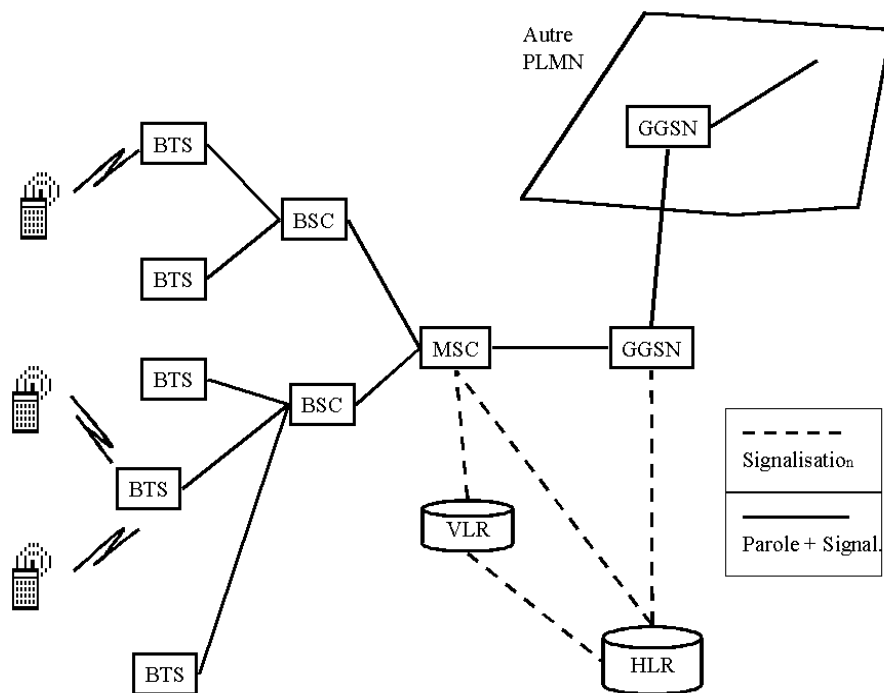 Autre
PLMN
GGSN
BTS
BSC
BTS
MSC
GGSN
BTS
BSC
BTS
VLR
HLR
BTS
Signalisation
Parole + Signal.